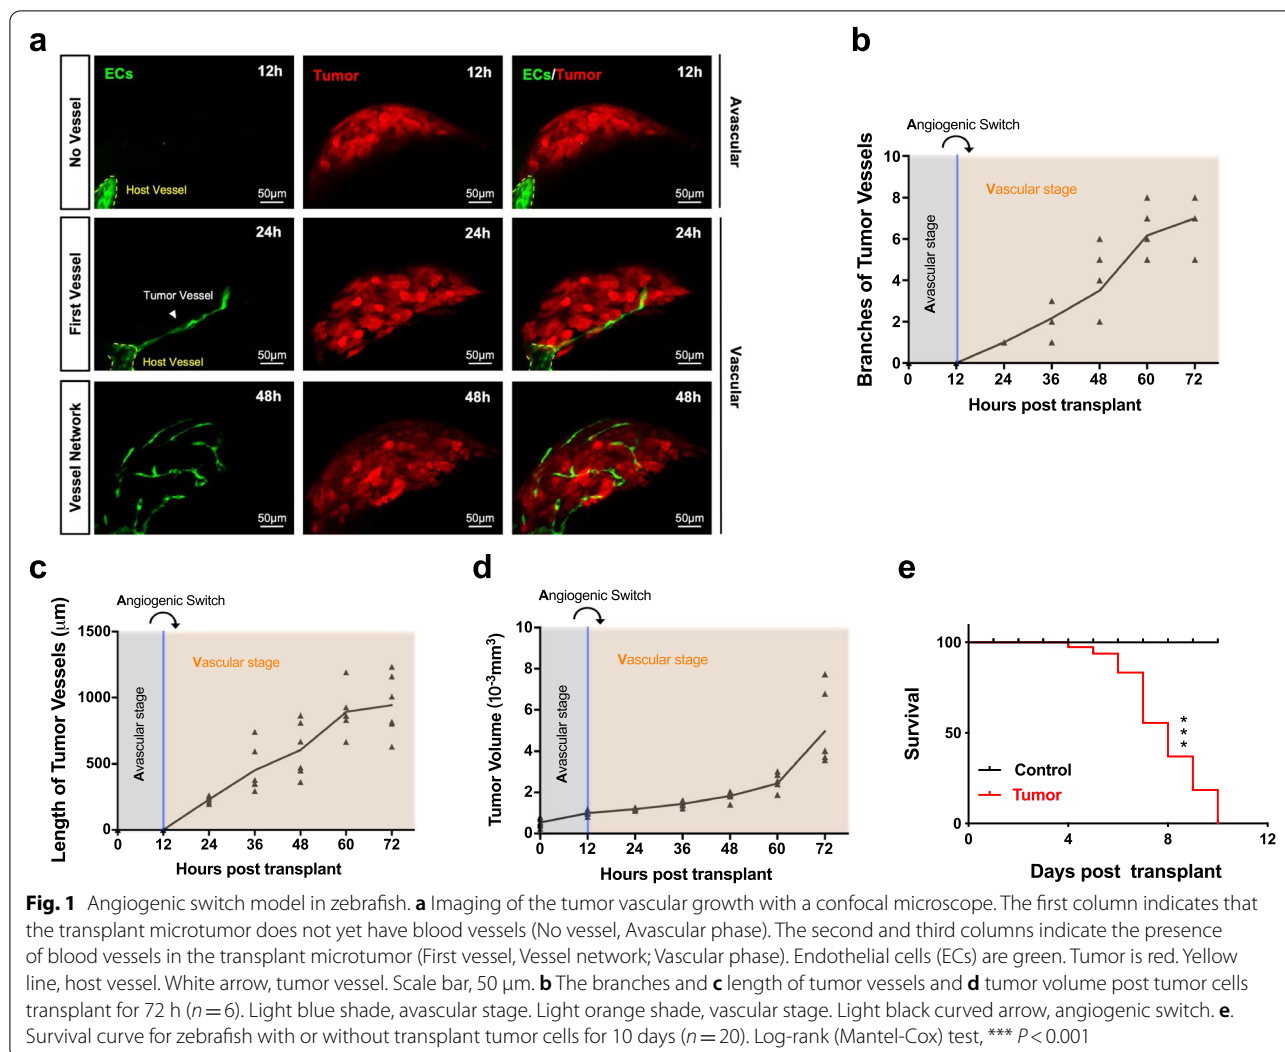 a
No Vessel
ECs
12h
Host Vessel
50μm
Tumor
12h
50μm
ECs/Tumor
12h
50μm
Avascular
First Vessel
24h
Tumor Vessel
Host Vessel
50μm
24h
50μm
24h
50μm
Vascular
Vessel Network
48h
50μm
48h
50μm
48h
50μm
b
Angiogenic Switch
Branches of Tumor Vessels
10
8
6
4
2
0
Avascular stage
Vascular stage
0 12 24 36 48 60 72
Hours post transplant
c
Angiogenic Switch
Length of Tumor Vessels (μm)
1500
1000
500
0
Avascular stage
Vascular stage
0 12 24 36 48 60 72
Hours post transplant
d
Angiogenic Switch
Tumor Volume (10-3mm3)
10
8
6
4
2
0
Avascular stage
Vascular stage
0 12 24 36 48 60 72
Hours post transplant
e
Survival
100
50
0
***
Control
Tumor
0 4 8 12
Days post transplant
Fig. 1 Angiogenic switch model in zebrafish. a Imaging of the tumor vascular growth with a confocal microscope. The first column indicates that
the transplant microtumor does not yet have blood vessels (No vessel, Avascular phase). The second and third columns indicate the presence
of blood vessels in the transplant microtumor (First vessel, Vessel network; Vascular phase). Endothelial cells (ECs) are green. Tumor is red. Yellow
line, host vessel. White arrow, tumor vessel. Scale bar, 50 μm. b The branches and c length of tumor vessels and d tumor volume post tumor cells
transplant for 72 h (n = 6). Light blue shade, avascular stage. Light orange shade, vascular stage. Light black curved arrow, angiogenic switch. e.
Survival curve for zebrafish with or without transplant tumor cells for 10 days (n = 20). Log-rank (Mantel-Cox) test, *** P < 0.001